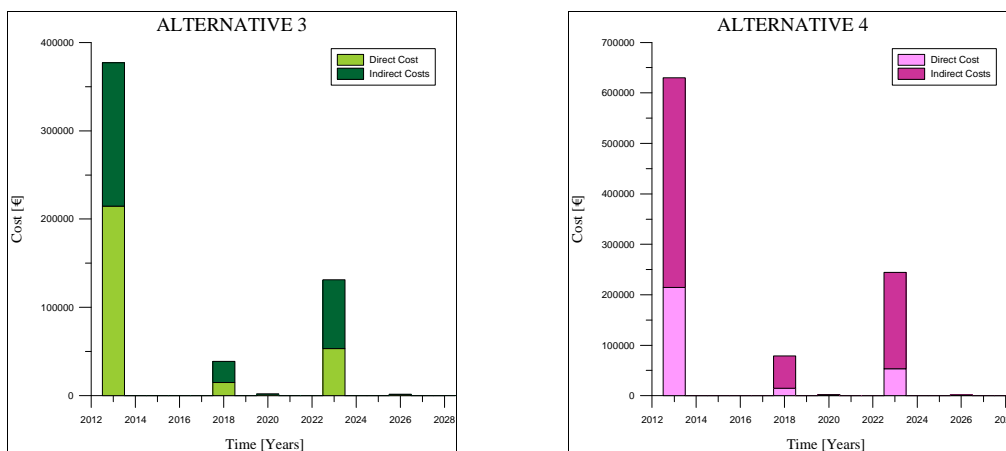 ALTERNATIVE 3
Direct Cost
Indirect Costs
400000
300000
200000
100000
0
Cost [€]
2012 2014 2016 2018 2020 2022 2024 2026 2028
Time [Years]
ALTERNATIVE 4
Direct Cost
Indirect Costs
700000
600000
500000
400000
300000
200000
100000
0
Cost [€]
2012 2014 2016 2018 2020 2022 2024 2026 202
Time [Years]